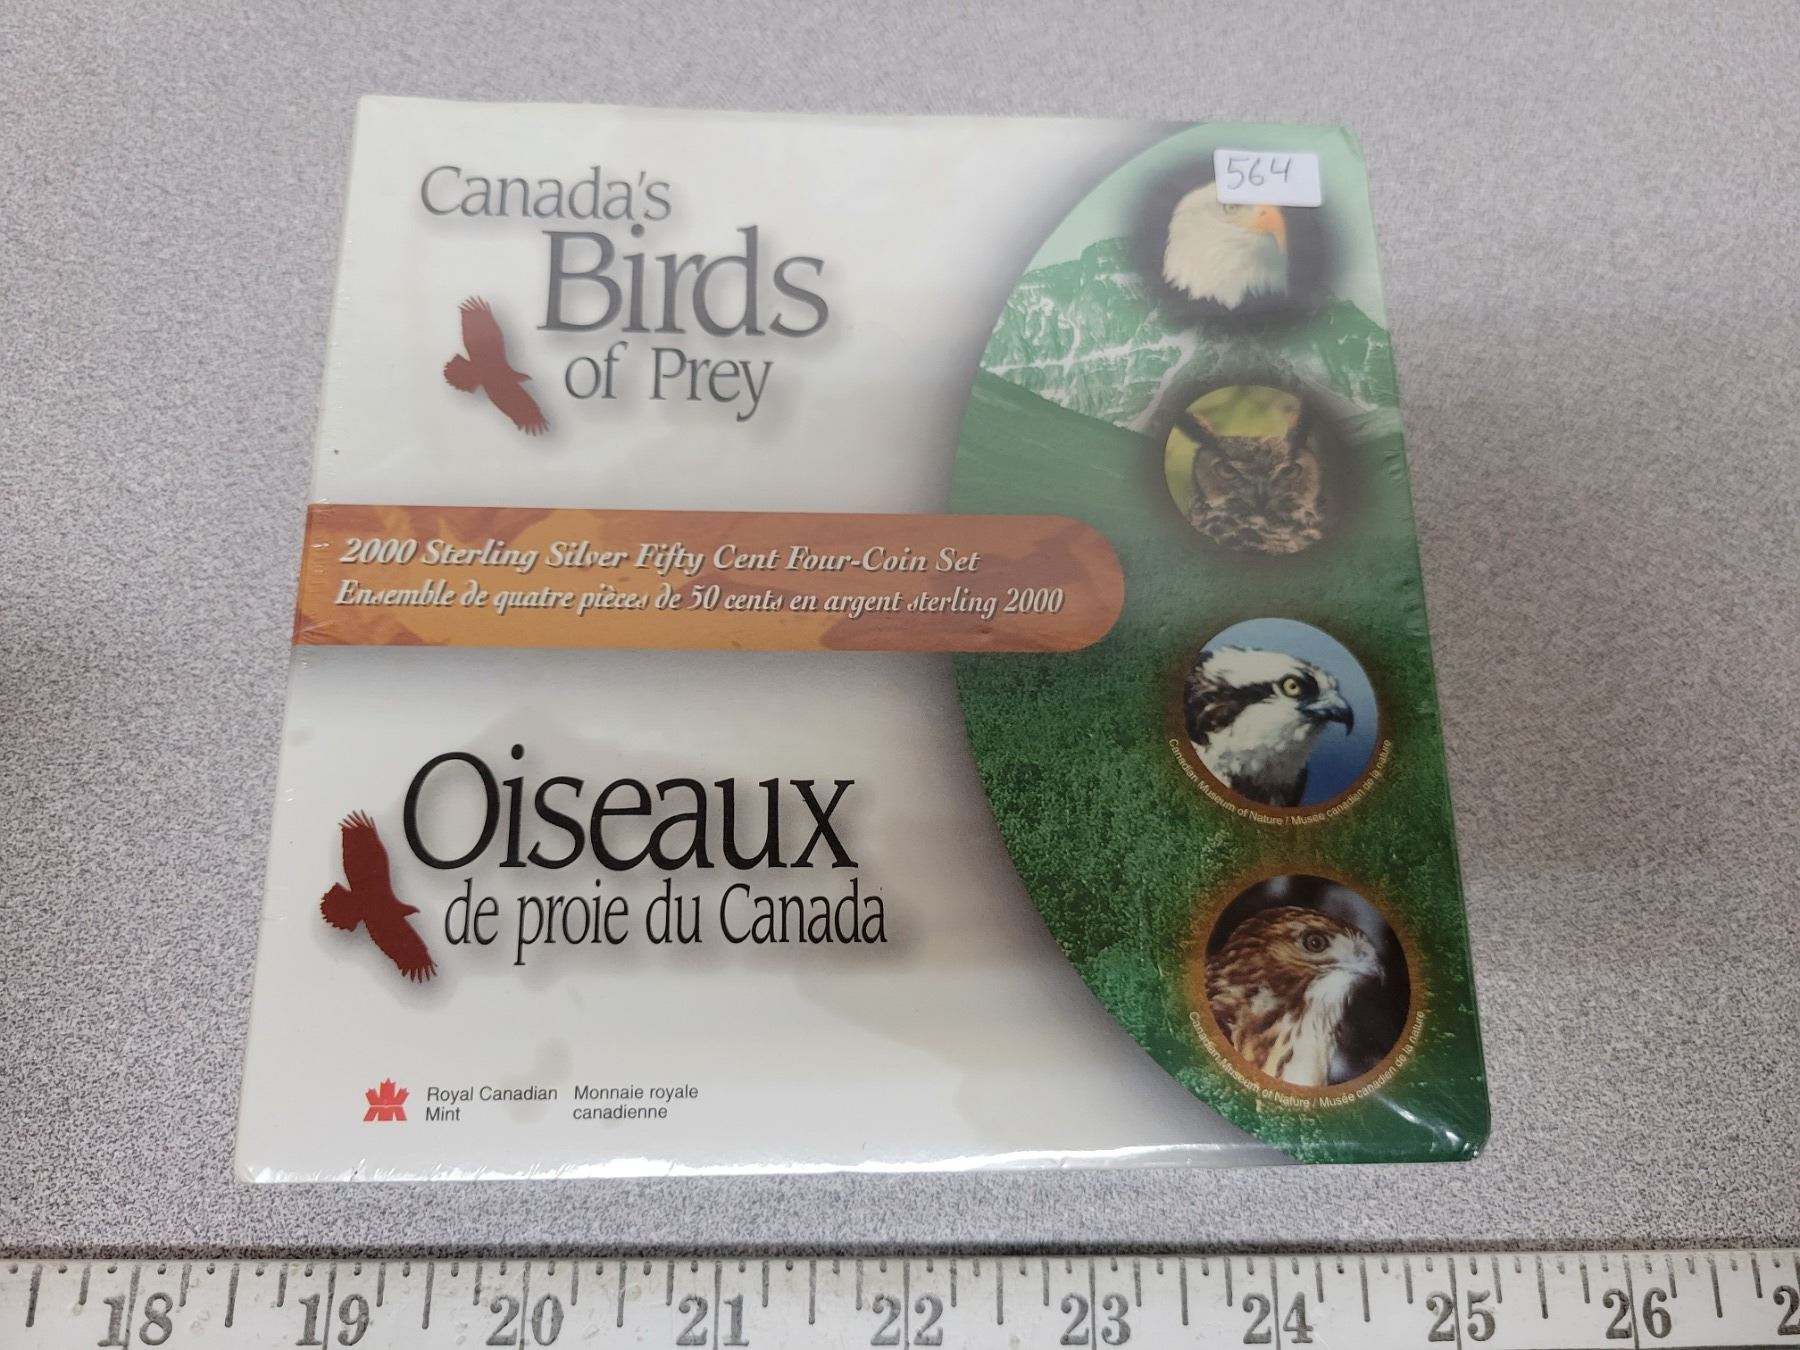 564
Canada's
Birds
of Prey
2000 Sterling Silver Fifty Cent Four-Coin Set
Ensemble de quatre pièces de 50 cents en argent sterling 2000
Canadian Museum of Nature / Musée canadien de la nature
Oiseaux
de proie du Canada
Canadian Museum of Nature / Musée canadien de la nature
Royal Canadian Mint
Monnaie royale canadienne
18 19 20 21 22 23 24 25 26